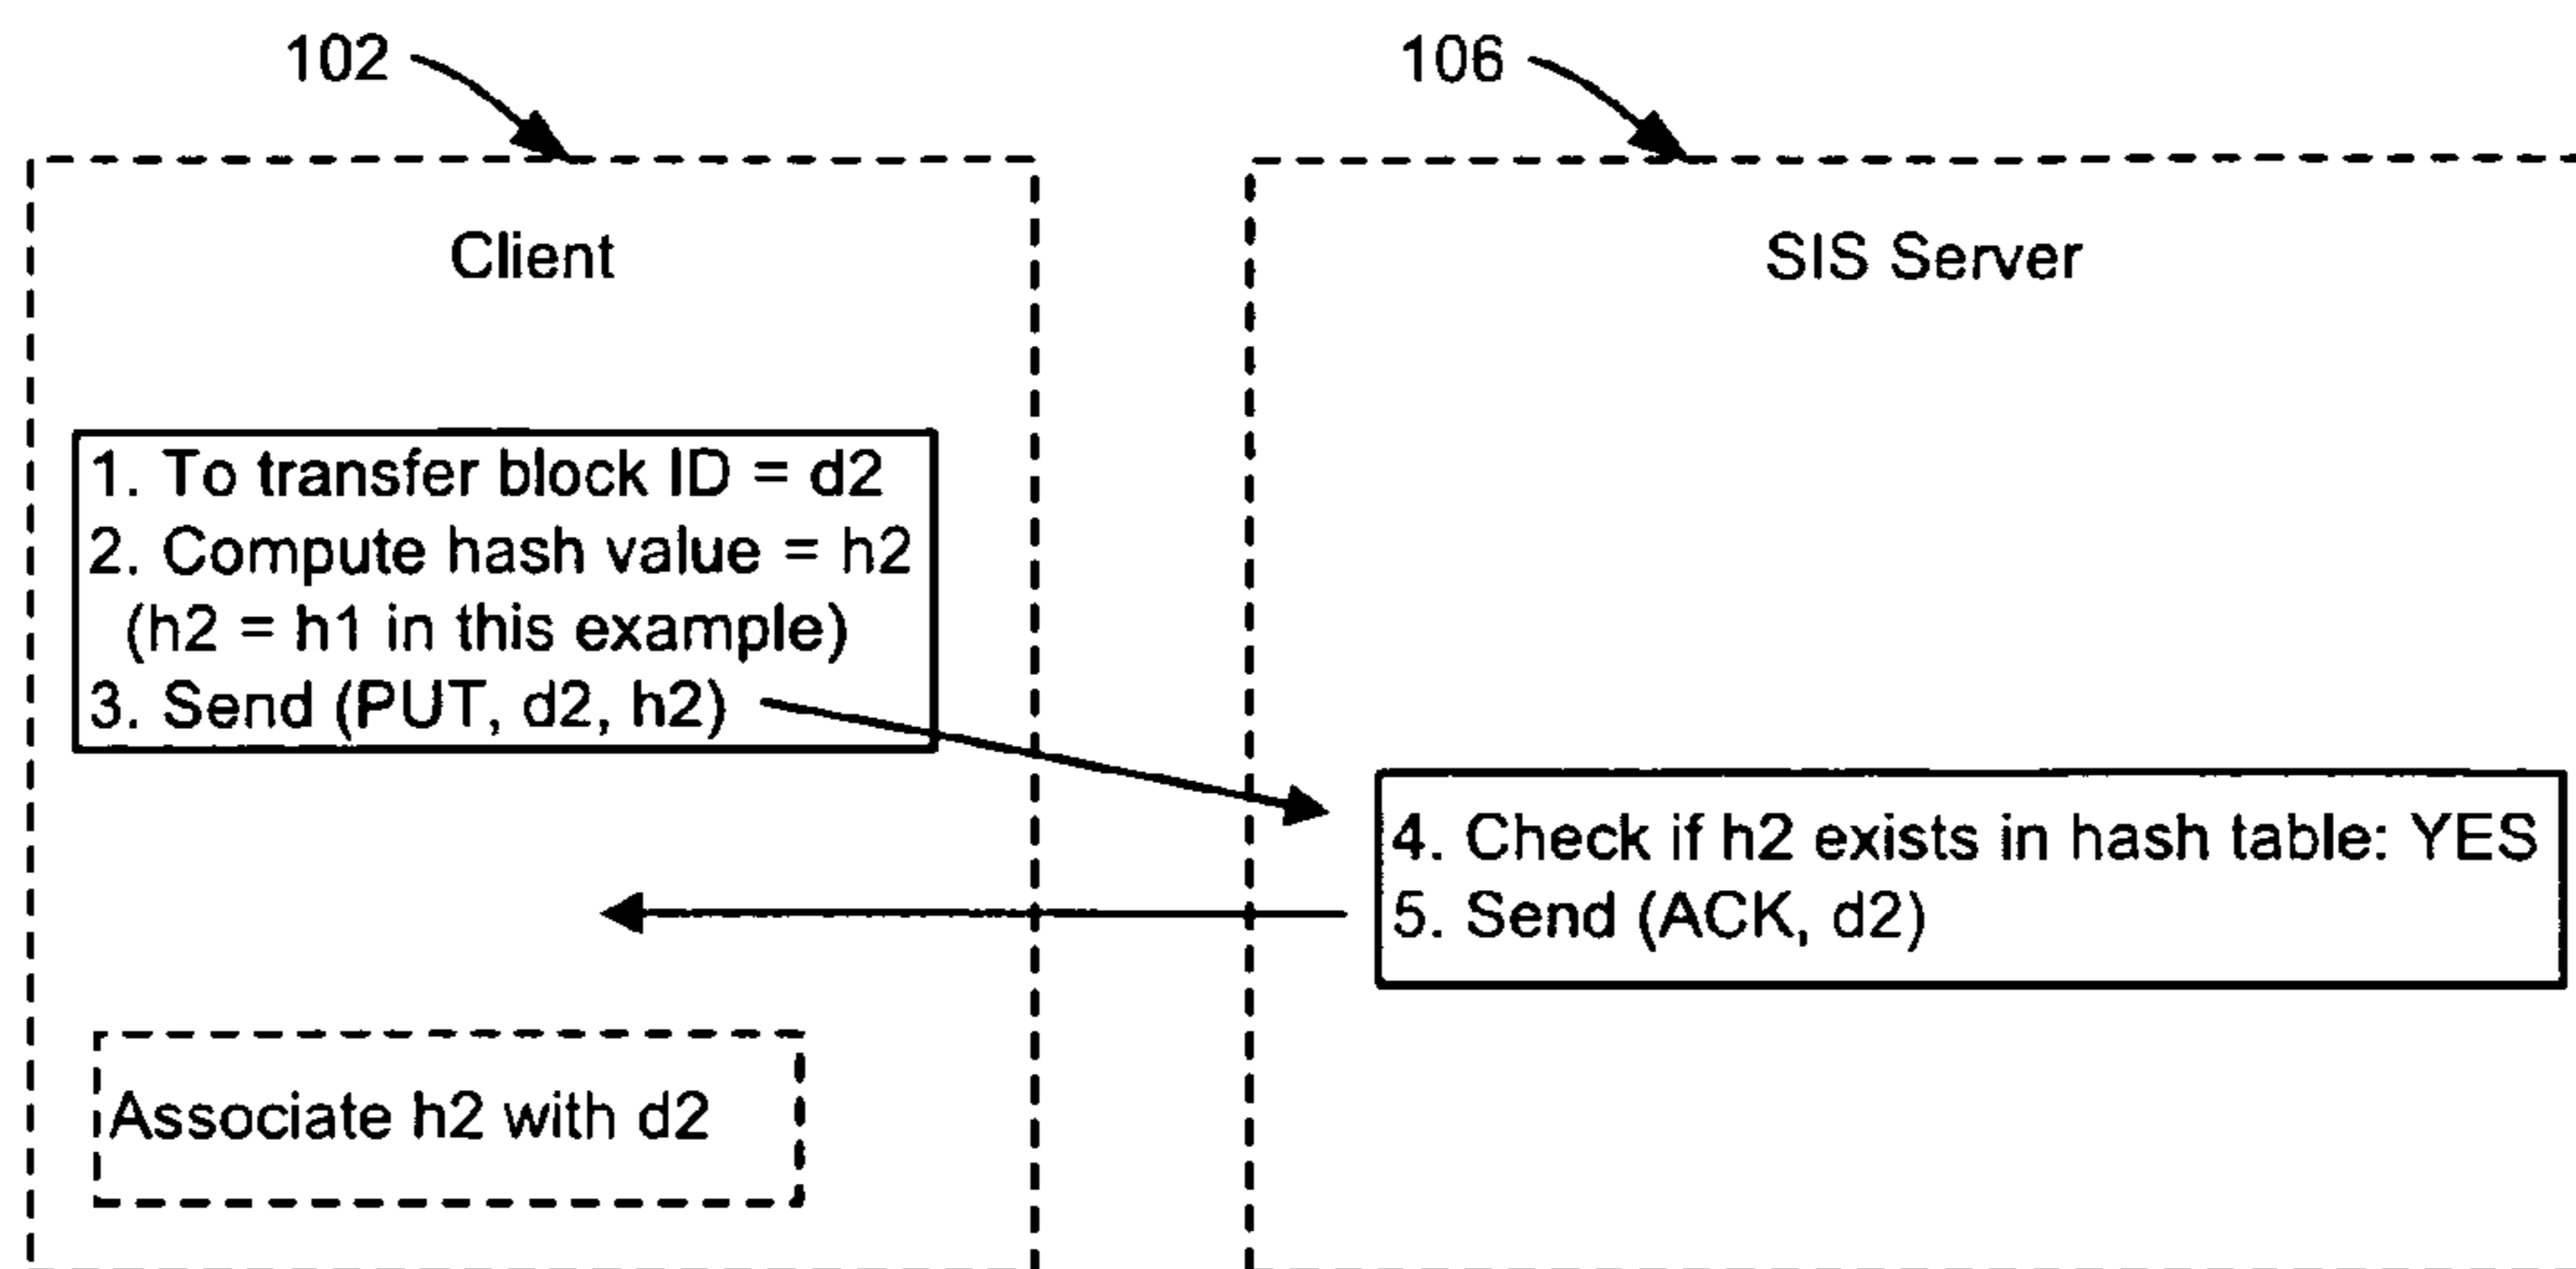 102
106
Client
SIS Server
1. To transfer block ID = d2
2. Compute hash value = h2
(h2 = h1 in this example)
3. Send (PUT, d2, h2)
4. Check if h2 exists in hash table: YES
5. Send (ACK, d2)
Associate h2 with d2